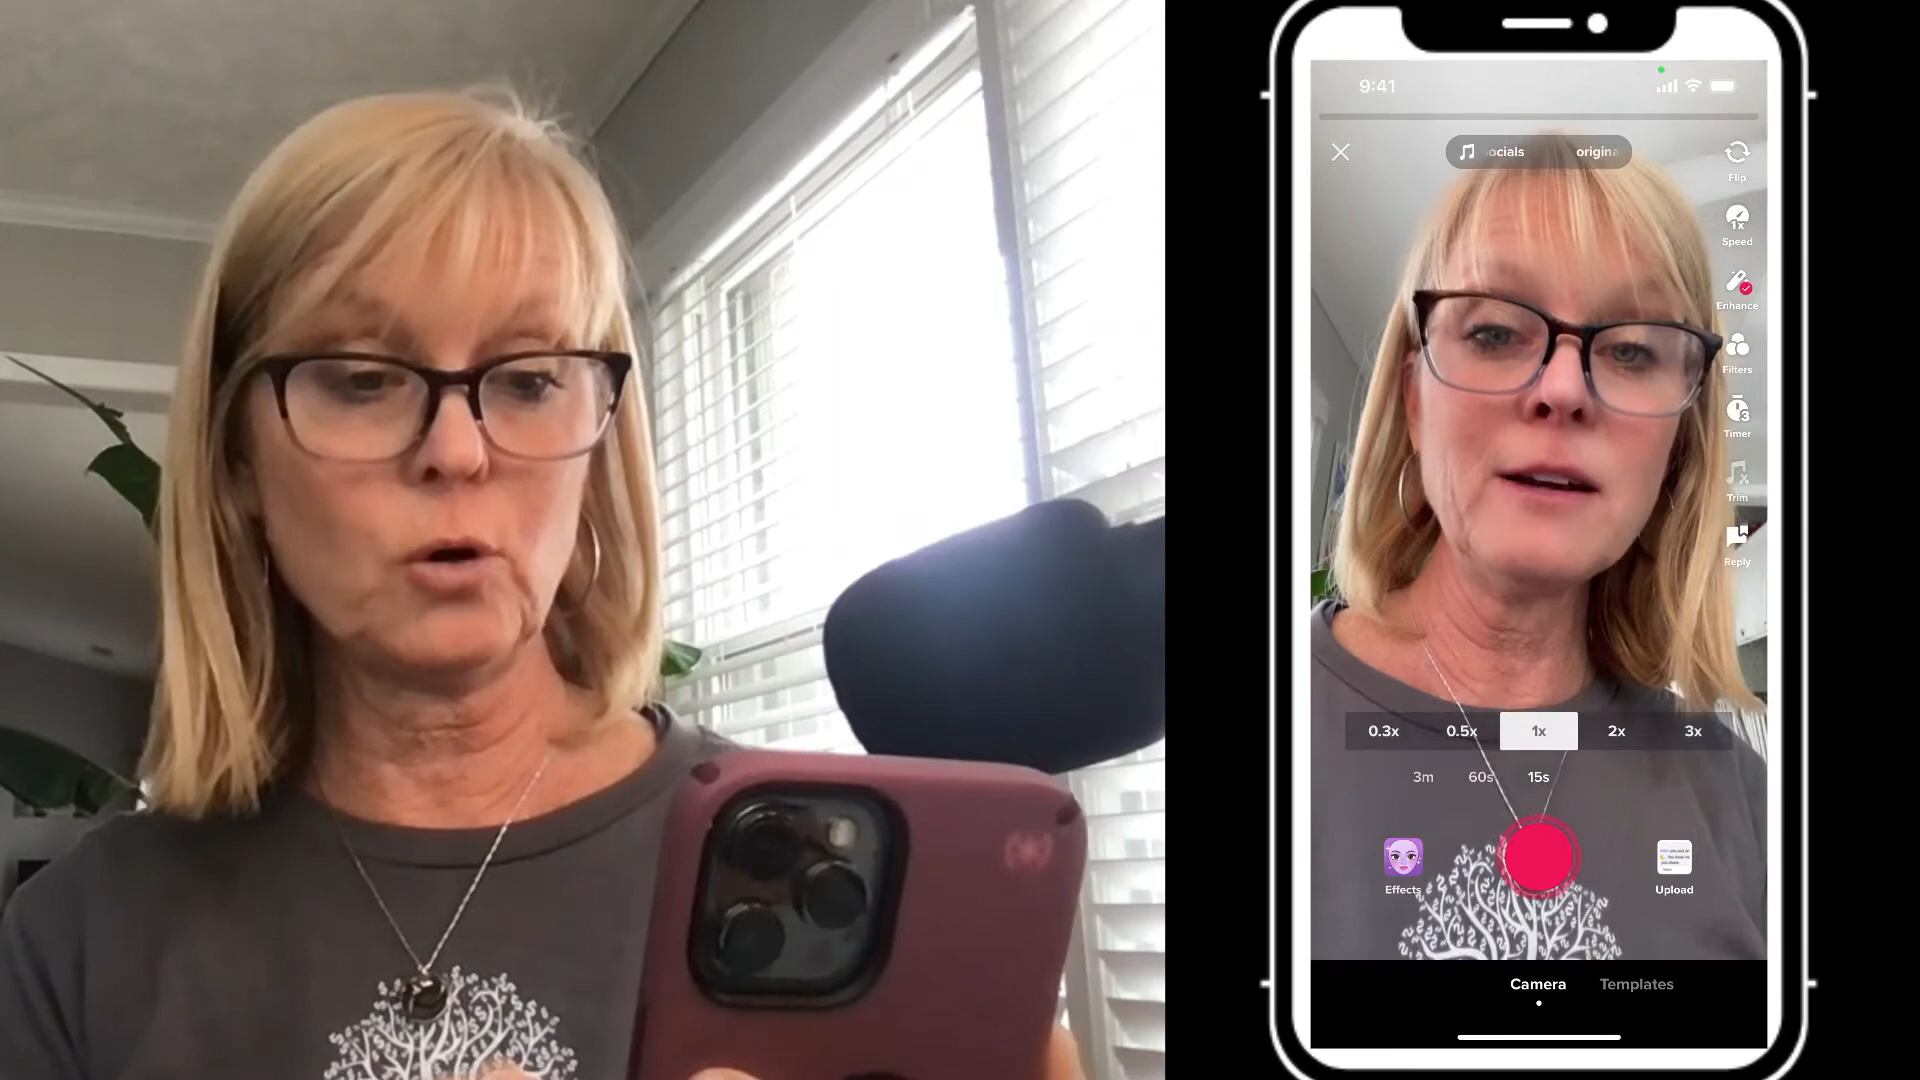 9:41
ocials origina
Flip
1x
Speed
Enhance
Filters
3
Timer
Trim
Reply
0.3x 0.5x 1x 2x 3x
3m 60s 15s
Effects
Upload
Camera Templates